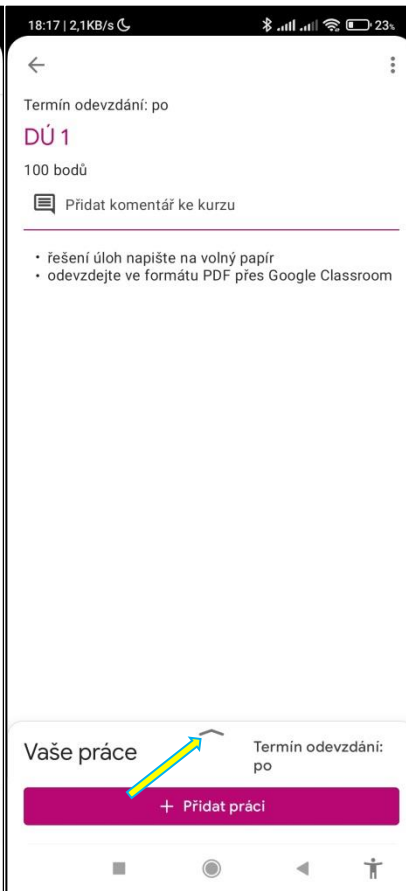 18:17 | 2,1KB/s 23%
Termín odevzdání: po
DÚ 1
100 bodů
Přidat komentář ke kurzu
• řešení úloh napište na volný papír
• odevzdejte ve formátu PDF přes Google Classroom
Vaše práce
Termín odevzdání:
po
+ Přidat práci